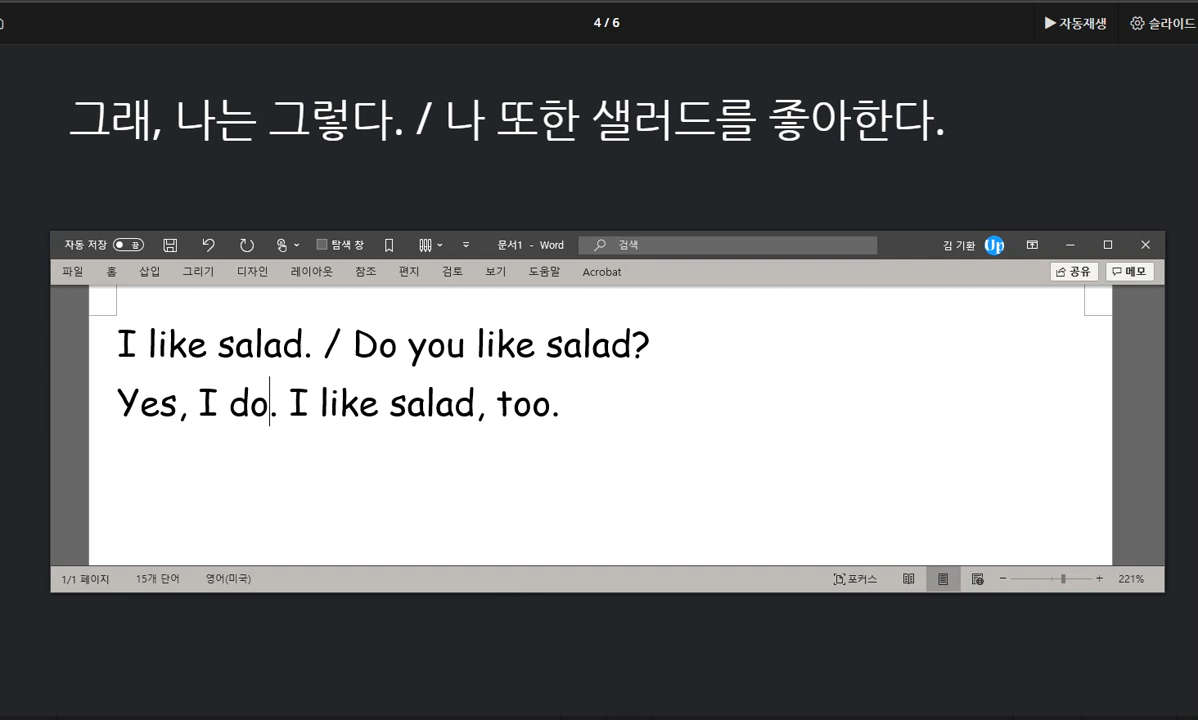 4 / 6
▶ 자동재생
슬라이드
그래, 나는 그렇다. / 나 또한 샐러드를 좋아한다.
자동 저장 끔 탐색 창 문서1 - Word 검색 김 기환 Up
파일 홈 삽입 그리기 디자인 레이아웃 참조 편지 검토 보기 도움말 Acrobat 공유 메모
I like salad. / Do you like salad?
Yes, I do. I like salad, too.
1/1 페이지 15개 단어 영어(미국) 포커스 - + 221%